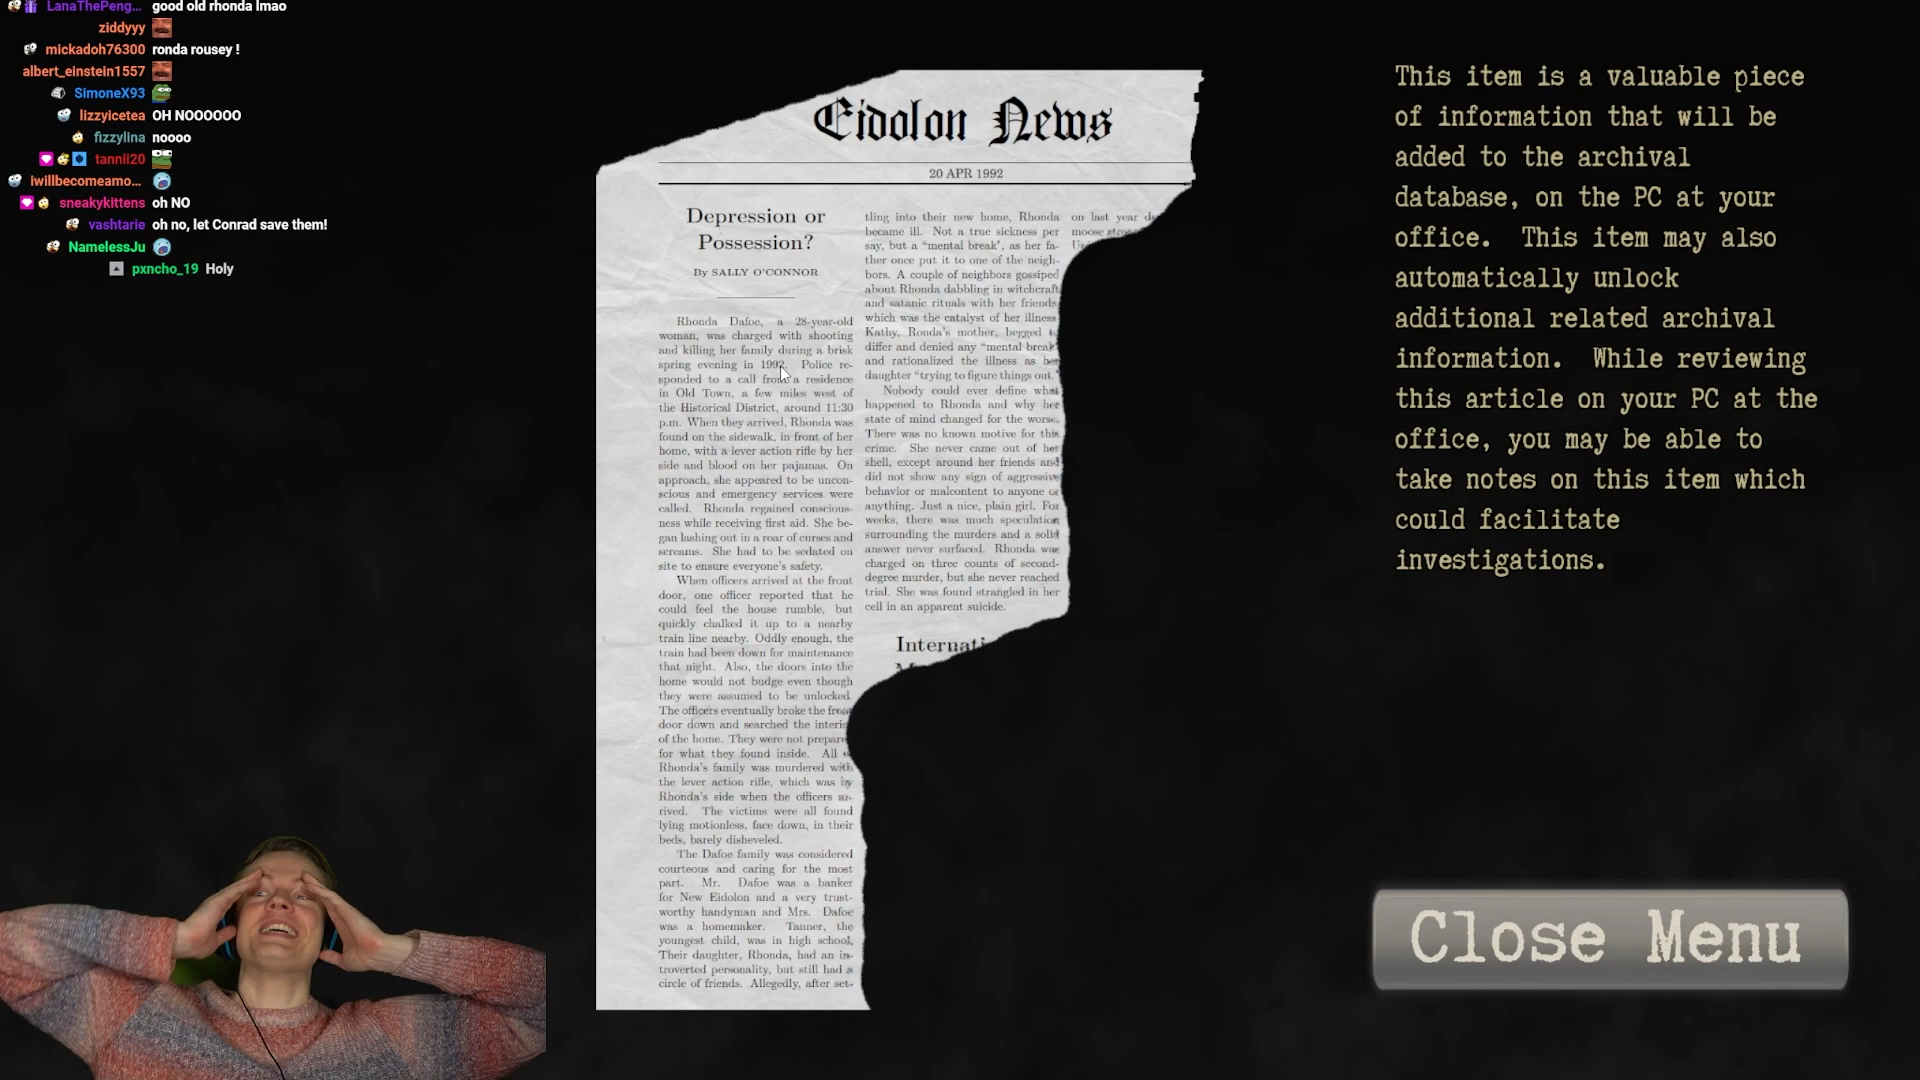 LanaThePeng... good old rhonda lmao
ziddyyy
mickadoh76300 ronda rousey !
albert_einstein1557
SimoneX93
lizzyicetea OH NOOOOOO
fizzylina noooo
tannii20
iwillbecomeamo...
sneakykittens oh NO
vashtarie oh no, let Conrad save them!
NamelessJu
pxncho_19 Holy
Eidolon News
20 APR 1992
Depression or
Possession?
By SALLY O'CONNOR
Rhonda Dafoe, a 28-year-old
woman, was charged with shooting
and killing her family during a brisk
spring evening in 1992. Police re-
sponded to a call from a residence
in Old Town, a few miles west of
the Historical District, around 11:30
p.m. When they arrived, Rhonda was
found on the sidewalk, in front of her
home, with a lever action rifle by her
side and blood on her pajamas. On
approach, she appeared to be uncon-
scious and emergency services were
called. Rhonda regained conscious-
ness while receiving first aid. She be-
gan lashing out in a roar of curses and
screams. She had to be sedated on
site to ensure everyone's safety.
When officers arrived at the front
door, one officer reported that he
could feel the house rumble, but
quickly chalked it up to a nearby
train line nearby. Oddly enough, the
train had been down for maintenance
that night. Also, the doors into the
home would not budge even though
they were assumed to be unlocked.
The officers eventually broke the front
door down and searched the interio
of the home. They were not prepare
for what they found inside. All
Rhonda's family was murdered with
the lever action rifle, which was by
Rhonda's side when the officers ar-
rived. The victims were all found
lying motionless, face down, in their
beds, barely disheveled.
The Dafoe family was considered
courteous and caring for the most
part. Mr. Dafoe was a banker
for New Eidolon and a very trust-
worthy handyman and Mrs. Dafoe
was a homemaker. Tanner, the
youngest child, was in high school.
Their daughter, Rhonda, had an in-
troverted personality, but still had a
circle of friends. Allegedly, after set-
tling into their new home, Rhonda
became ill. Not a true sickness per
say, but a "mental break", as her fa-
ther once put it to one of the neigh-
bors. A couple of neighbors gossiped
about Rhonda dabbling in witchcraft
and satanic rituals with her friends
which was the catalyst of her illness
Kathy, Ronda's mother, begged t
differ and denied any "mental break"
and rationalized the illness as her
daughter "trying to figure things out.
Nobody could ever define what
happened to Rhonda and why her
state of mind changed for the worse.
There was no known motive for this
crime. She never came out of her
shell, except around her friends and
did not show any sign of aggressive
behavior or malcontent to anyone or
anything. Just a nice, plain girl. For
weeks, there was much speculation
surrounding the murders and a solid
answer never surfaced. Rhonda was
charged on three counts of second-
degree murder, but she never reached
trial. She was found strangled in her
cell in an apparent suicide.
Internati
on last year
moose
This item is a valuable piece
of information that will be
added to the archival
database, on the PC at your
office. This item may also
automatically unlock
additional related archival
information. While reviewing
this article on your PC at the
office, you may be able to
take notes on this item which
could facilitate
investigations.
Close Menu